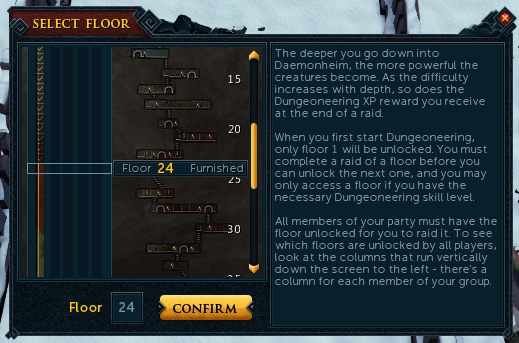 SELECT FLOOR
15
20
Floor 24 Furnished
25
30
Floor 24 CONFIRM
The deeper you go down into
Daemonheim, the more powerful the
creatures become. As the difficulty
increases with depth, so does the
Dungeoneering XP reward you receive
at the end of a raid.
When you first start Dungeoneering,
only floor 1 will be unlocked. You must
complete a raid of a floor before you
can unlock the next one, and you may
only access a floor if you have the
necessary Dungeoneering skill level.
All members of your party must have the
floor unlocked for you to raid it. To see
which floors are unlocked by all players,
look at the columns that run vertically
down the screen to the left - there's a
column for each member of your group.